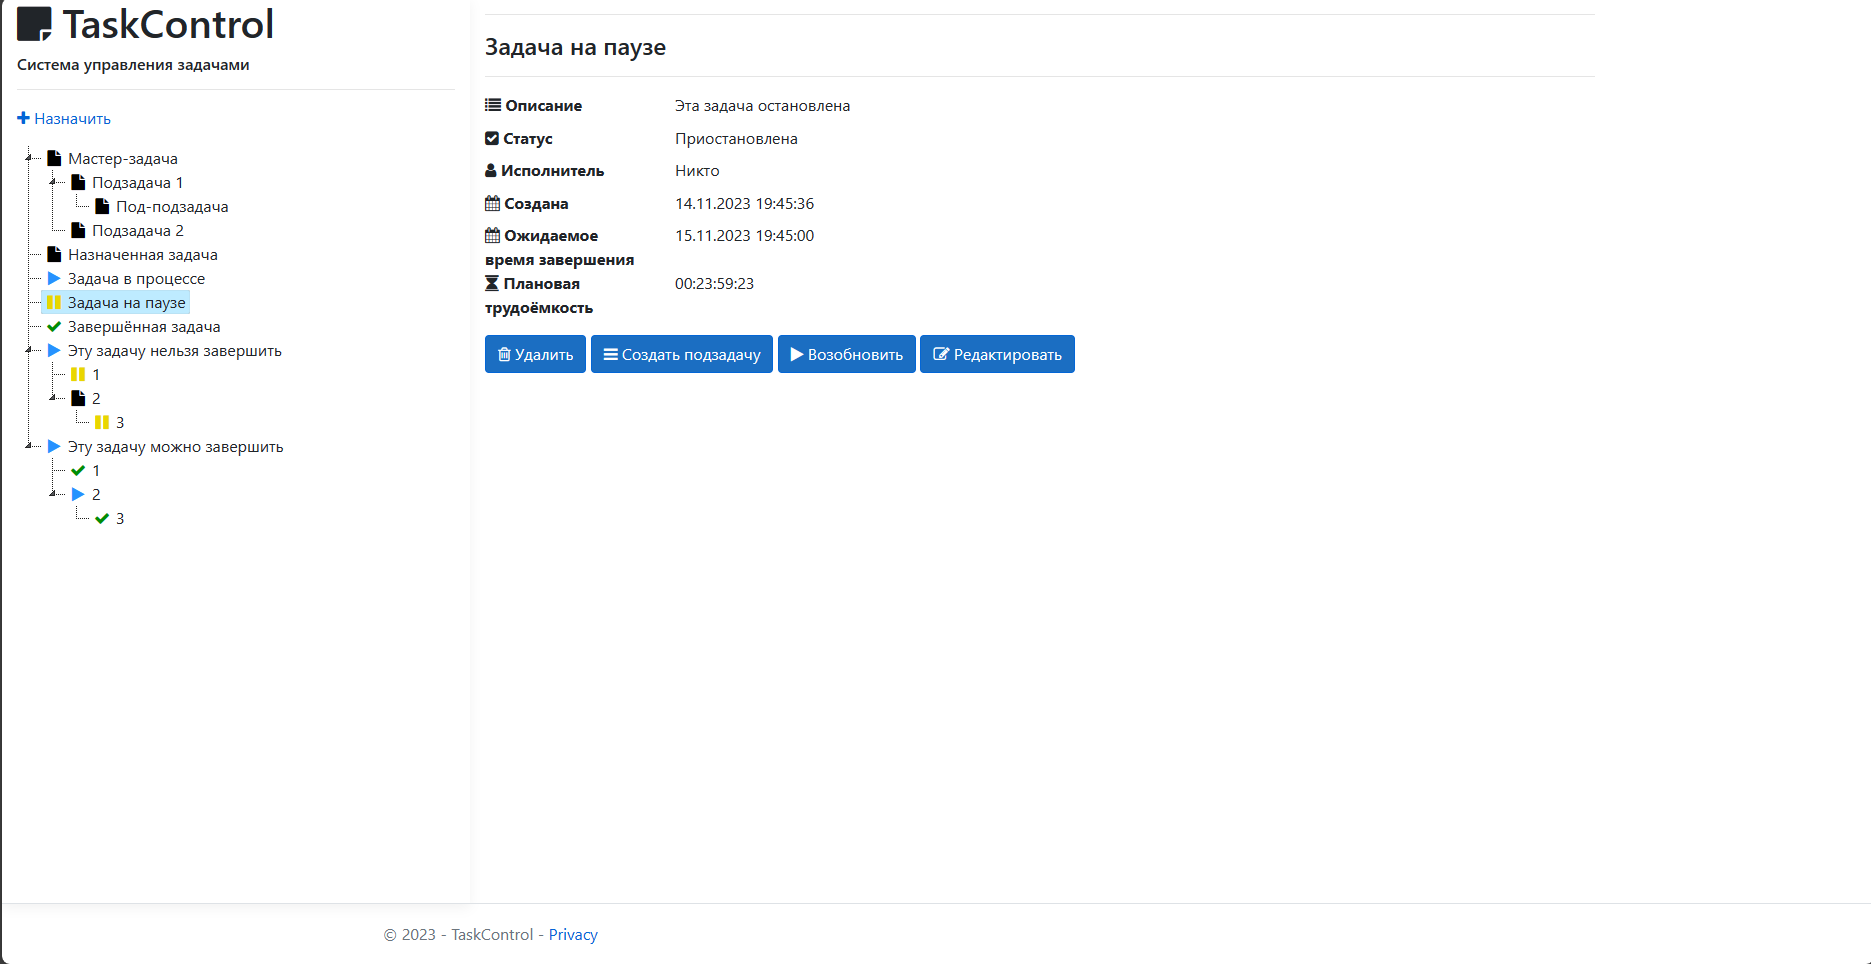 TaskControl
Система управления задачами
Назначить
Мастер-задача
Подзадача 1
Под-подзадача
Подзадача 2
Назначенная задача
Задача в процессе
Задача на паузе
Завершённая задача
Эту задачу нельзя завершить
1
2
3
Эту задачу можно завершить
1
2
3
Задача на паузе
Описание Эта задача остановлена
Статус Приостановлена
Исполнитель Никто
Создана 14.11.2023 19:45:36
Ожидаемое 15.11.2023 19:45:00
время завершения
Плановая 00:23:59:23
трудоёмкость
Удалить Создать подзадачу Возобновить Редактировать
© 2023 - TaskControl - Privacy